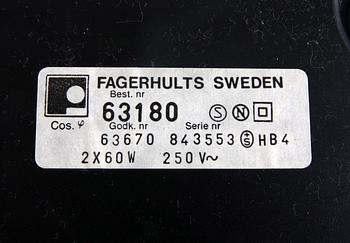 FAGERHULTS SWEDEN
Best. nr
63180 Ⓢ Ⓝ
Cos. φ Godk. nr Serie nr
63670 843553 Ⓢ HB4
2X60W 250V~